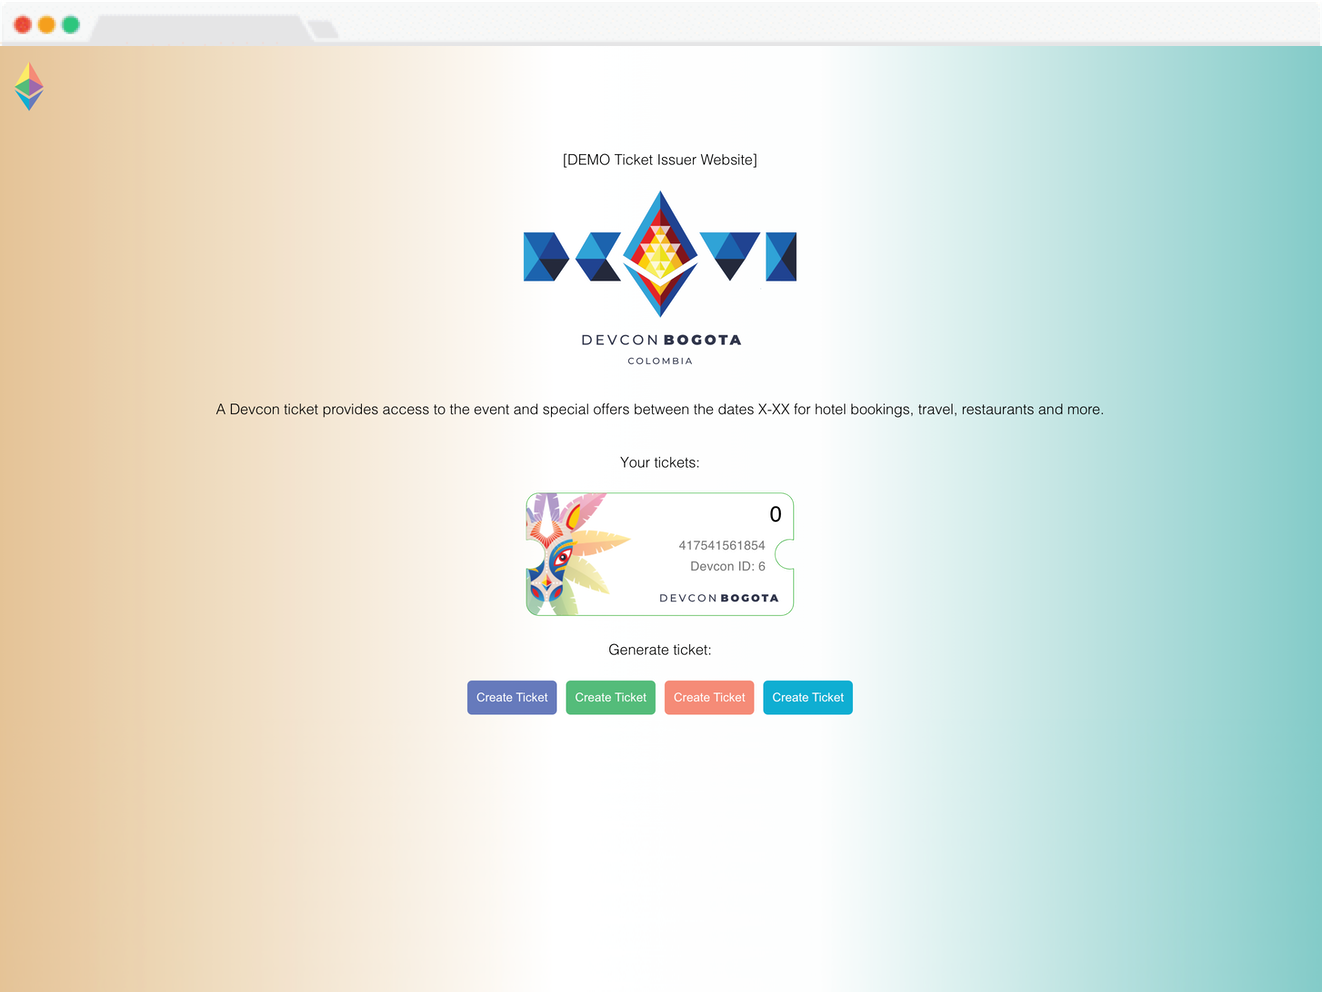 [DEMO Ticket Issuer Website]
DEVCON BOGOTA
COLOMBIA
A Devcon ticket provides access to the event and special offers between the dates X-XX for hotel bookings, travel, restaurants and more.
Your tickets:
0
417541561854
Devcon ID: 6
DEVCON BOGOTA
Generate ticket:
Create Ticket Create Ticket Create Ticket Create Ticket